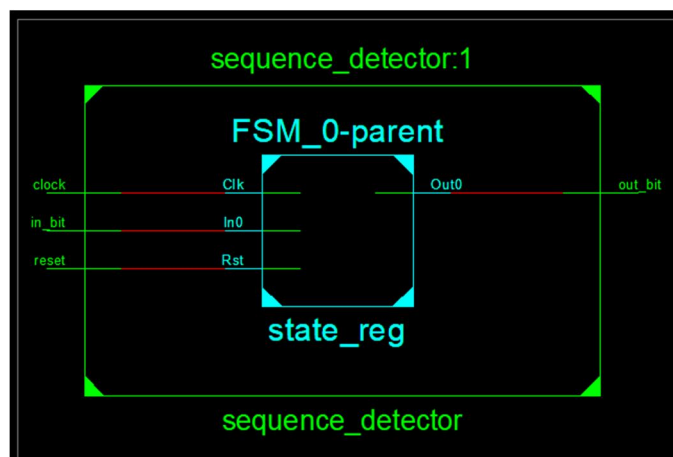 sequence_detector:1
FSM_0-parent
clock Clk Out0 out_bit
in_bit In0
reset Rst
state_reg
sequence_detector